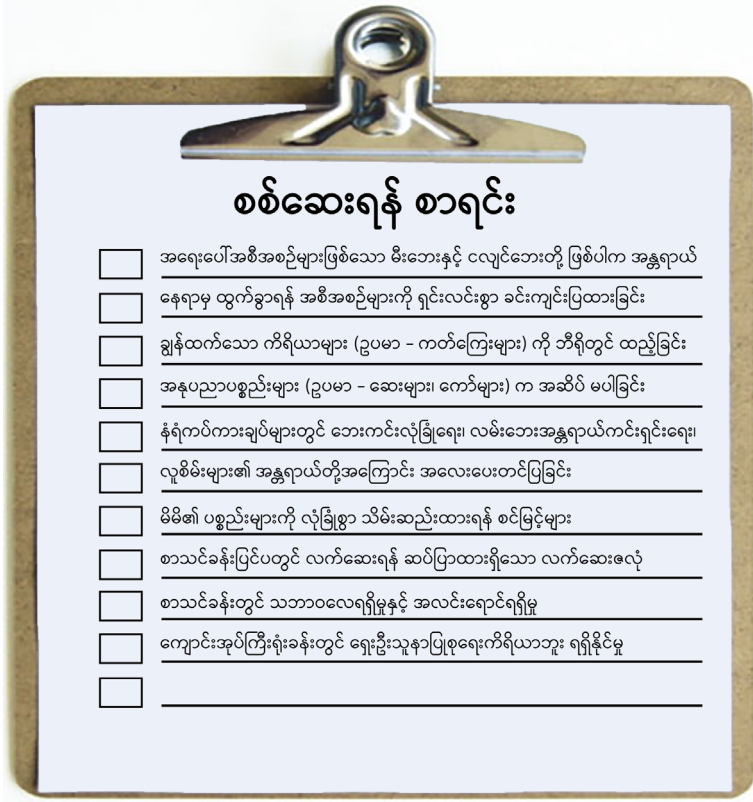 စစ်ဆေးရန် စာရင်း
အရေးပေါ်အစီအစဉ်များဖြစ်သော မီးဘေးနှင့် ငလျင်ဘေးတို့ ဖြစ်ပါက အန္တရာယ်
နေရာမှ ထွက်ခွာရန် အစီအစဉ်များကို ရှင်းလင်းစွာ ခင်းကျင်းပြထားခြင်း
ချွန်ထက်သော ကိရိယာများ (ဥပမာ – ကတ်ကြေးများ) ကို ဘီရိုတွင် ထည့်ခြင်း
အနုပညာပစ္စည်းများ (ဥပမာ – ဆေးများ၊ ကော်များ) က အဆိပ် မပါခြင်း
နံရံကပ်ကားချပ်များတွင် ဘေးကင်းလုံခြုံရေး၊ လမ်းဘေးအန္တရာယ်ကင်းရှင်းရေး၊
လူစိမ်းများ၏ အန္တရာယ်တို့အကြောင်း အလေးပေးတင်ပြခြင်း
မိမိ၏ ပစ္စည်းများကို လုံခြုံစွာ သိမ်းဆည်းထားရန် စင်မြင့်များ
စာသင်ခန်းပြင်ပတွင် လက်ဆေးရန် ဆပ်ပြာထားရှိသော လက်ဆေးဇလုံ
စာသင်ခန်းတွင် သဘာဝလေရရှိမှုနှင့် အလင်းရောင်ရရှိမှု
ကျောင်းအုပ်ကြီးရုံးခန်းတွင် ရှေးဦးသူနာပြုစုရေးကိရိယာဘူး ရရှိနိုင်မှု